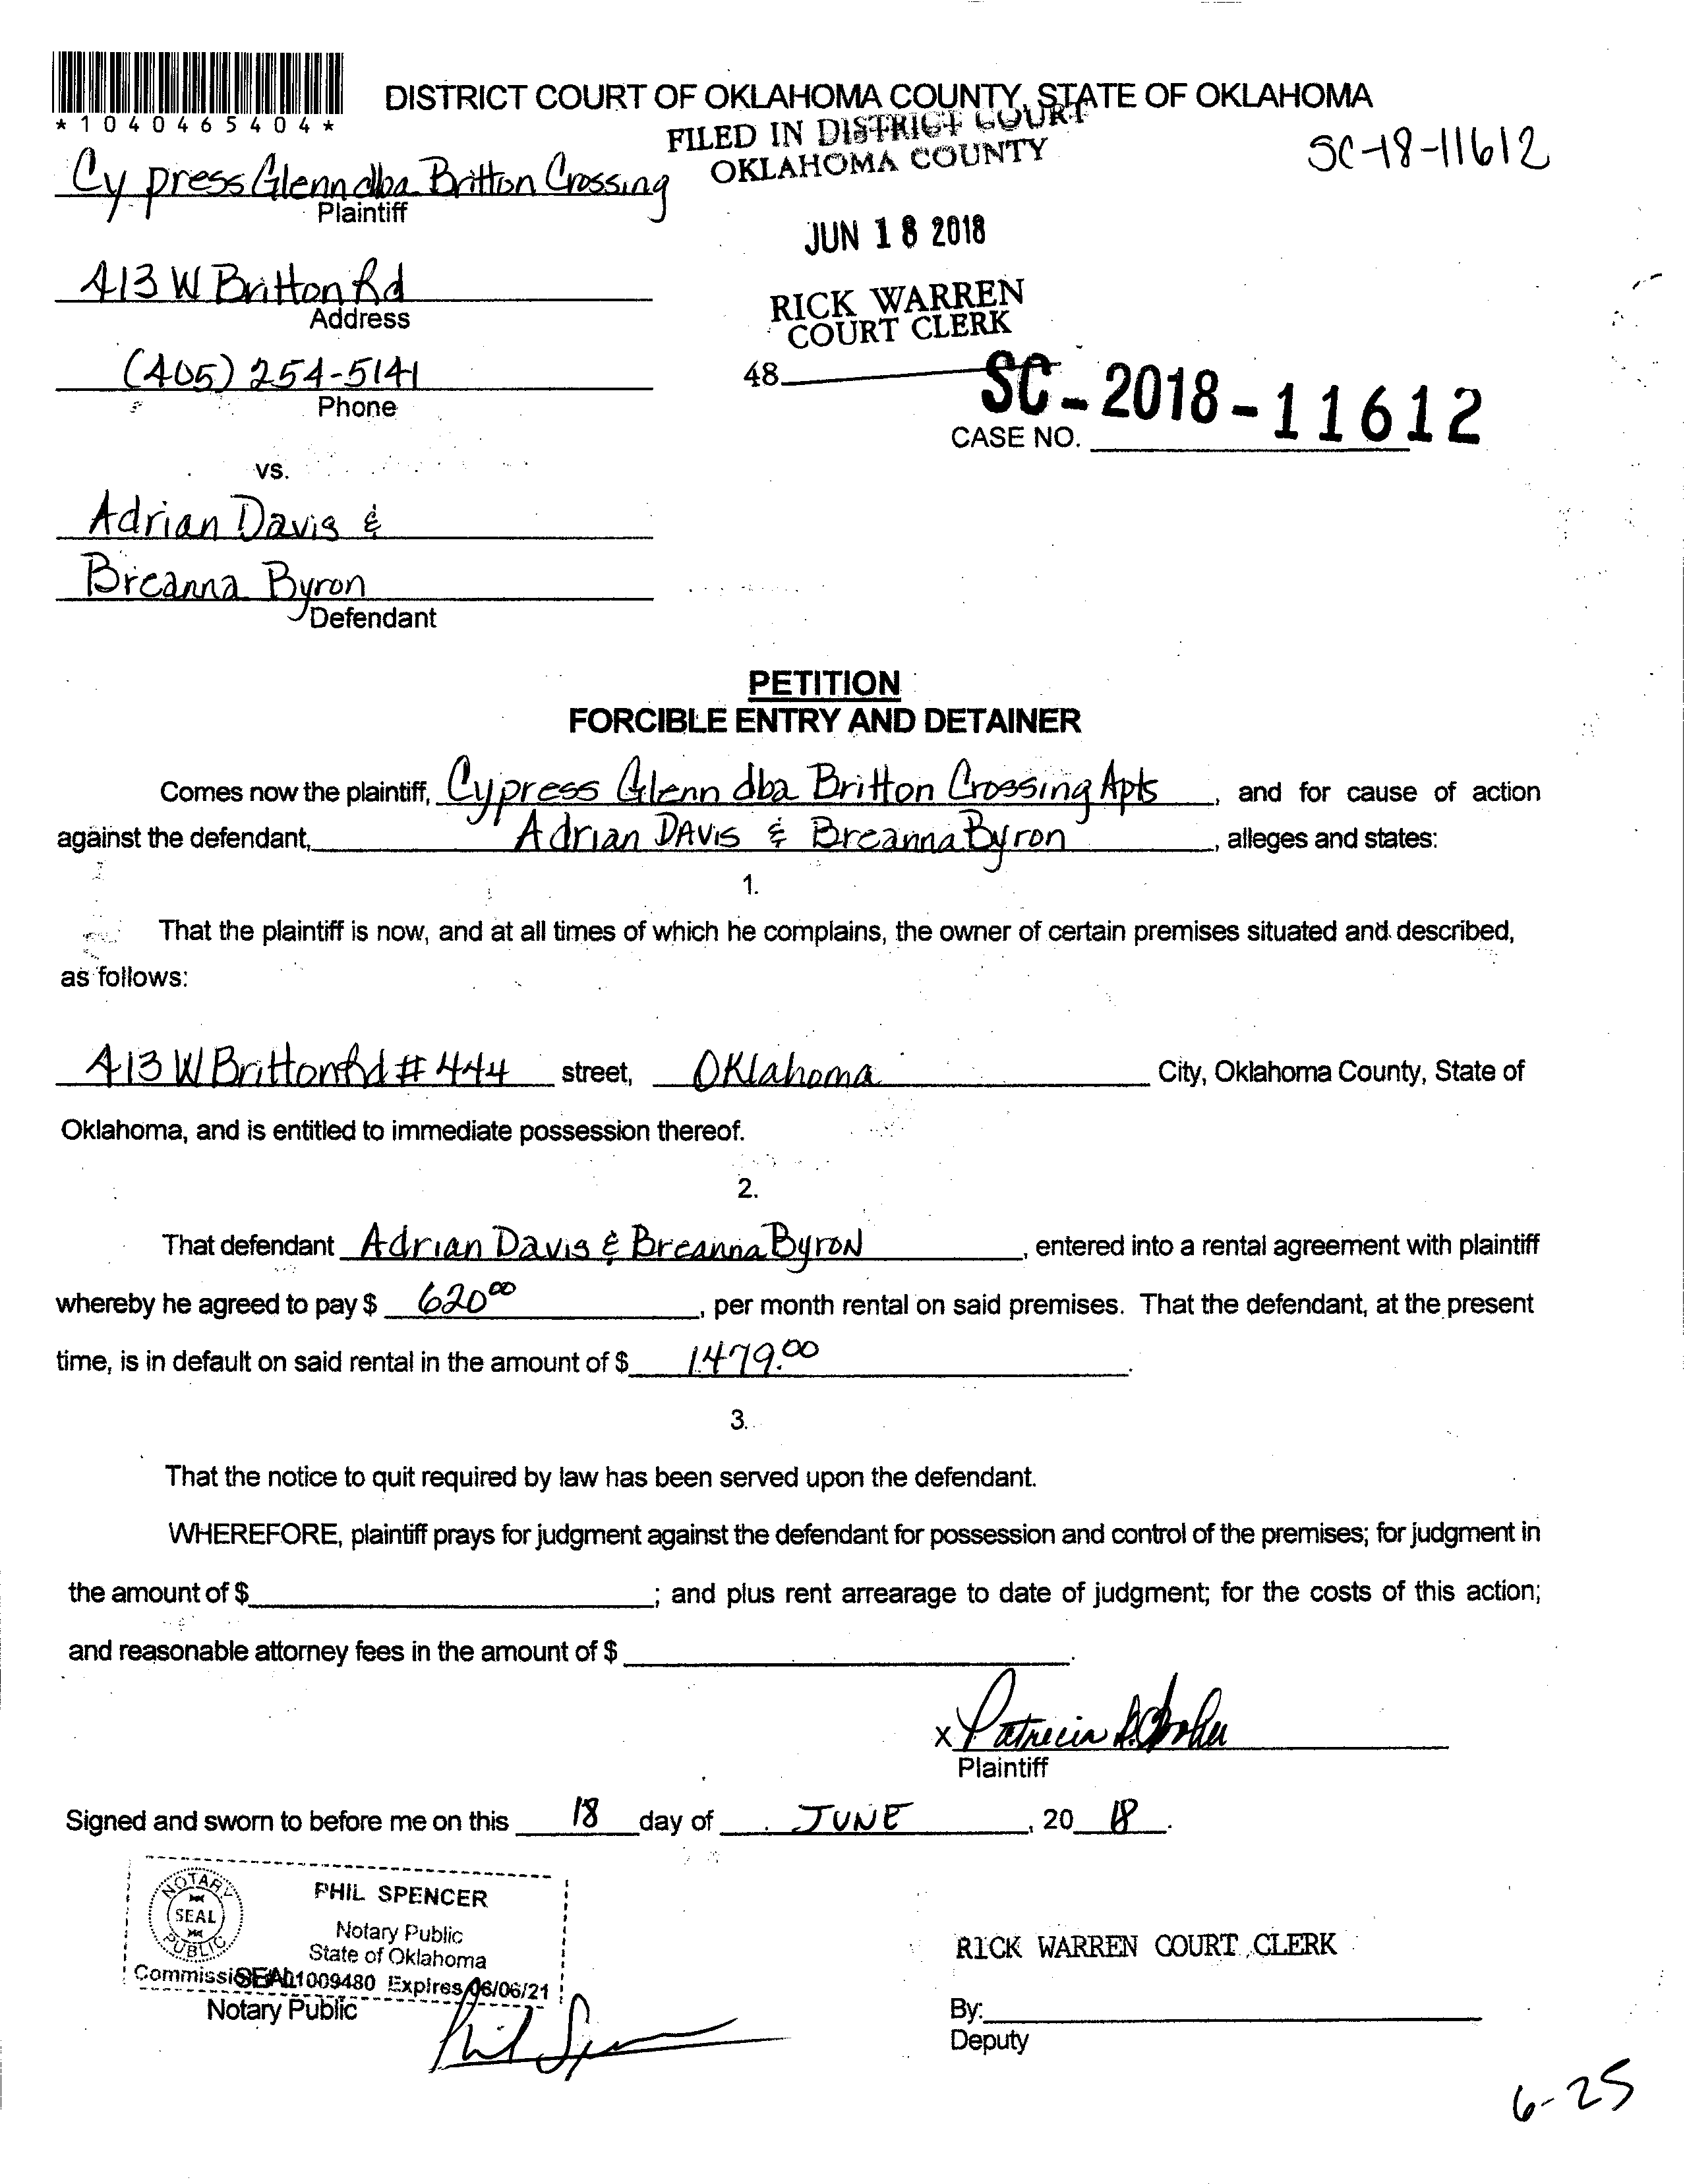 DISTRICT COURT OF OKLAHOMA COUNTY, STATE OF OKLAHOMA
*1040465404*
FILED IN DISTRICT COURT
OKLAHOMA COUNTY
SC-18-11612
Cypress Glenn dba Britton Crossing
Plaintiff
JUN 18 2018
413 W Britton Rd
Address
RICK WARREN
COURT CLERK
(405) 254-5141
Phone
48
SC-2018-11612
CASE NO.
vs.
Adrian Davis &
Breanna Byron
Defendant
PETITION
FORCIBLE ENTRY AND DETAINER
Comes now the plaintiff, Cypress Glenn dba Britton Crossing Apts, and for cause of action
against the defendant, Adrian DAVIS & Breanna Byron, alleges and states:
1.
That the plaintiff is now, and at all times of which he complains, the owner of certain premises situated and described,
as follows:
413 W Britton Rd # 444 street, Oklahoma City, Oklahoma County, State of
Oklahoma, and is entitled to immediate possession thereof.
2.
That defendant Adrian Davis & Breanna Byron, entered into a rental agreement with plaintiff
whereby he agreed to pay $ 620⁰⁰, per month rental on said premises. That the defendant, at the present
time, is in default on said rental in the amount of $ 1479.⁰⁰.
3.
That the notice to quit required by law has been served upon the defendant.
WHEREFORE, plaintiff prays for judgment against the defendant for possession and control of the premises; for judgment in
the amount of $ ; and plus rent arrearage to date of judgment; for the costs of this action;
and reasonable attorney fees in the amount of $ .
x Patricia
Plaintiff
Signed and sworn to before me on this 18 day of JUNE, 20 18.
NOTARY PUBLIC SEAL
PHIL SPENCER
Notary Public
State of Oklahoma
SEAL 1009480 Expires 06/06/21
Notary Public
Phil Spencer
RICK WARREN COURT CLERK
By:
Deputy
6-25